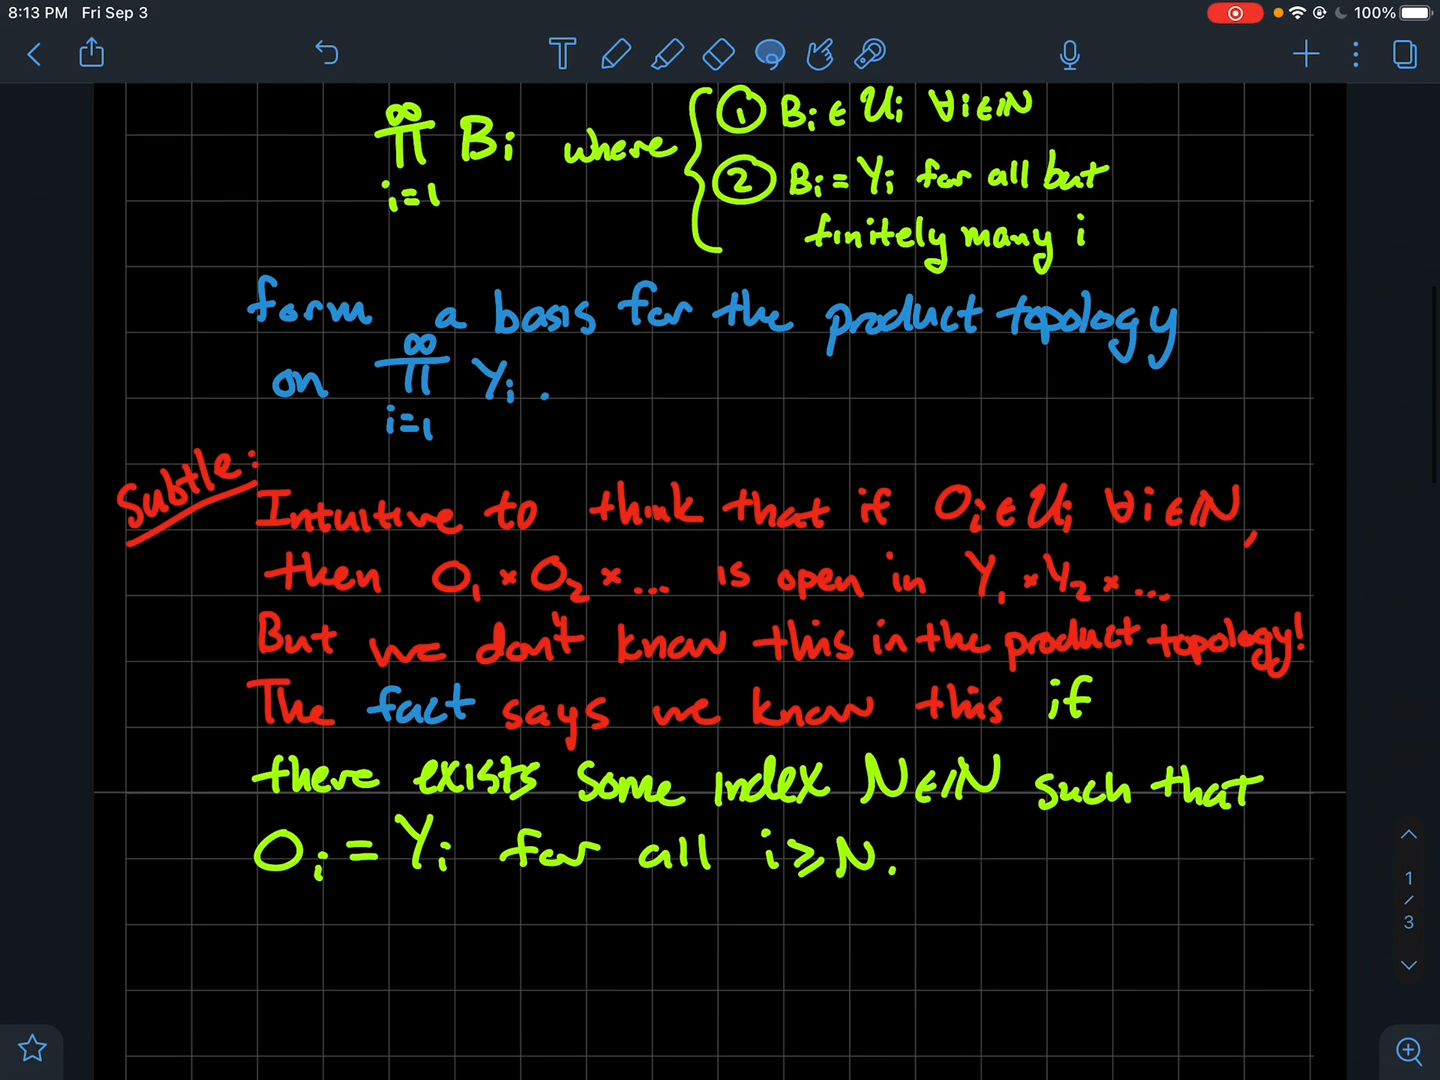 8:13 PM Fri Sep 3
100%
∞
∏ Bᵢ where { ① Bᵢ ∈ 𝒰ᵢ ∀i∈ℕ
i=1
② Bᵢ = Yᵢ for all but
finitely many i
form a basis for the product topology
∞
on ∏ Yᵢ.
i=1
Subtle:
Intuitive to think that if Oᵢ ∈ 𝒰ᵢ ∀i∈ℕ,
then O₁ × O₂ × ... is open in Y₁ × Y₂ × ...
But we don't know this in the product topology!
The fact says we know this if
there exists some index N∈ℕ such that
Oᵢ = Yᵢ for all i ≥ N.
1
/
3